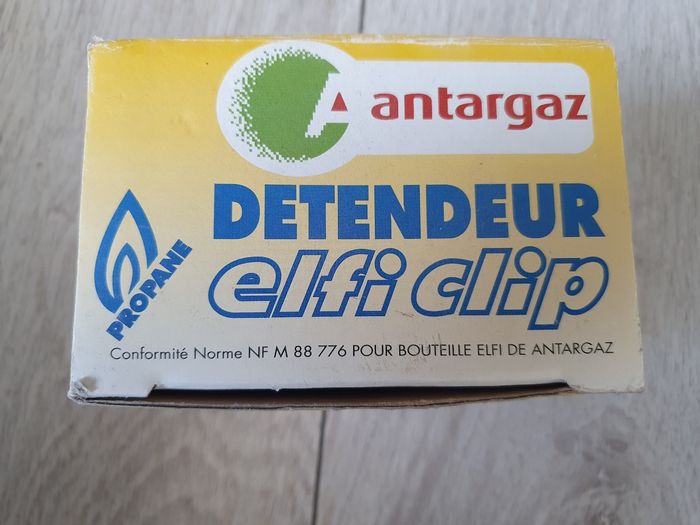 A antargaz
DETENDEUR
elfi clip
PROPANE
Conformité Norme NF M 88 776 POUR BOUTEILLE ELFI DE ANTARGAZ